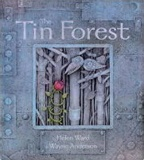 the
Tin Forest
Helen Ward
Wayne Anderson